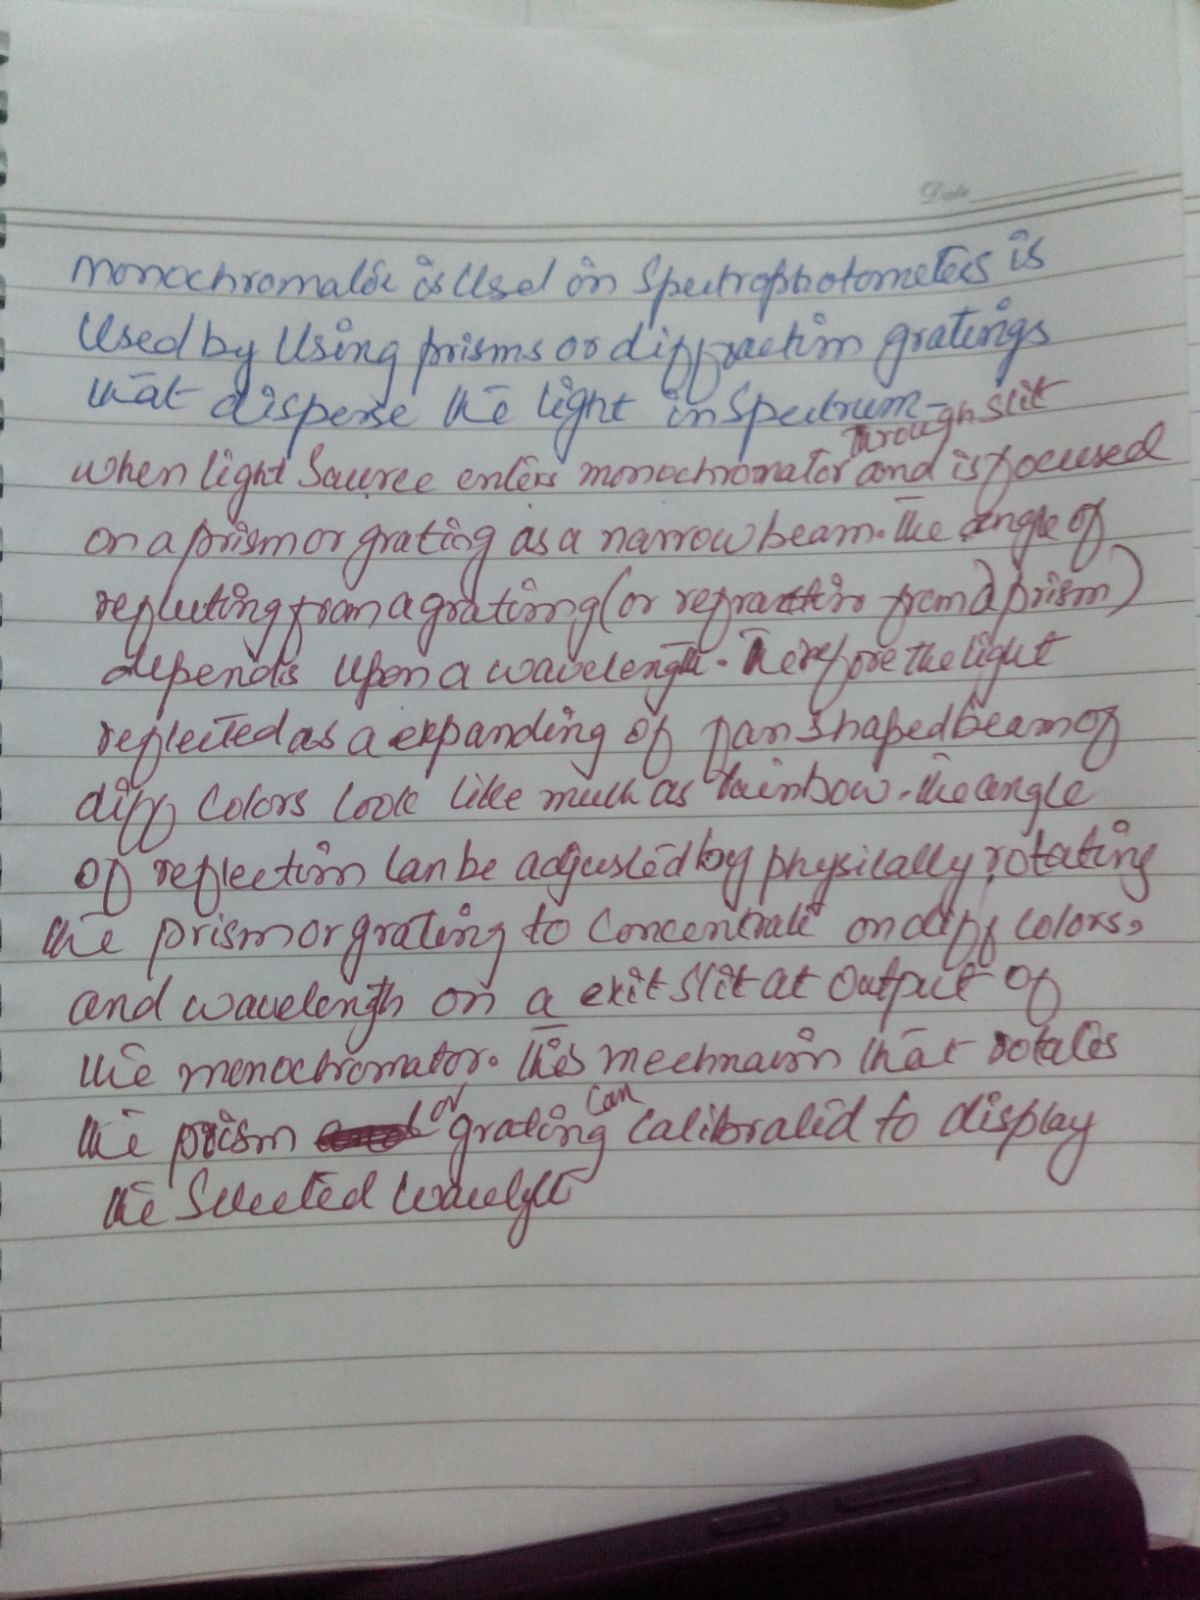 Date
monochromator is used in spectrophotometers is
used by using prisms or diffraction gratings
that disperse the light in spectrum-
through slit
when light source enters monochromator and is focused
on a prism or grating as a narrow beam. The angle of
reflecting from a grating (or refraction from a prism)
depends upon a wavelength. Therefore the light
reflected as a expanding of fan shaped beam of
diff colors look like much as rainbow. the angle
of reflection can be adjusted by physically rotating
the prism or grating to concentrate on diff colors,
and wavelength on a exit slit at output of
the monochromator. This mechnaism that rotates
the prism or grating can calibrated to display
the selected